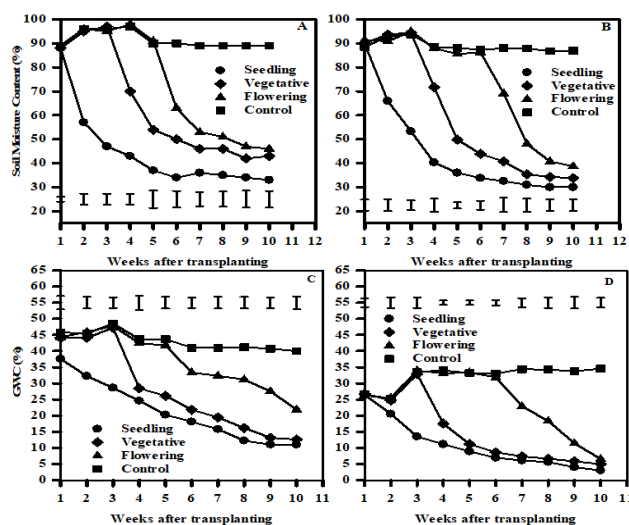 A
100
90
80
70
60
50
40
30
20
Soil Moisture Content (%)
Seedling
Vegetative
Flowering
Control
1 2 3 4 5 6 7 8 9 10 11 12
Weeks after transplanting
B
100
90
80
70
60
50
40
30
20
Seedling
Vegetative
Flowering
Control
1 2 3 4 5 6 7 8 9 10 11 12
Weeks after transplanting
C
65
60
55
50
45
40
35
30
25
20
15
10
5
0
GWC (%)
Seedling
Vegetative
Flowering
Control
1 2 3 4 5 6 7 8 9 10 11
Weeks after transplanting
D
65
60
55
50
45
40
35
30
25
20
15
10
5
0
Seedling
Vegetative
Flowering
Control
1 2 3 4 5 6 7 8 9 10 11
Weeks after transplanting